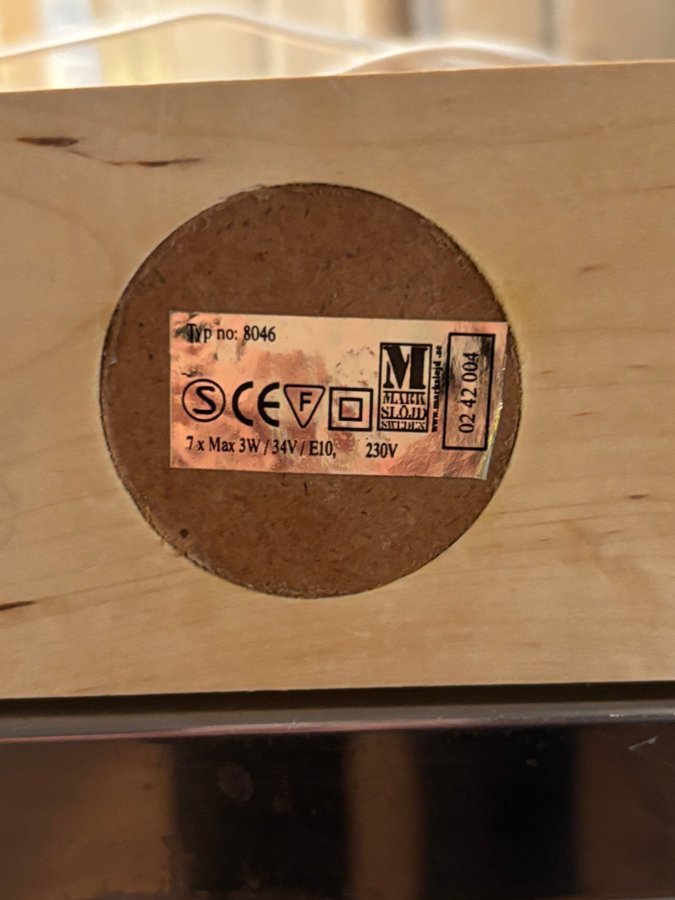 Typ no: 8046
S CE F
M
MARK
SLÖJD
SWEDEN
www.markslojd.se
02 42 004
7 x Max 3W / 34V / E10, 230V